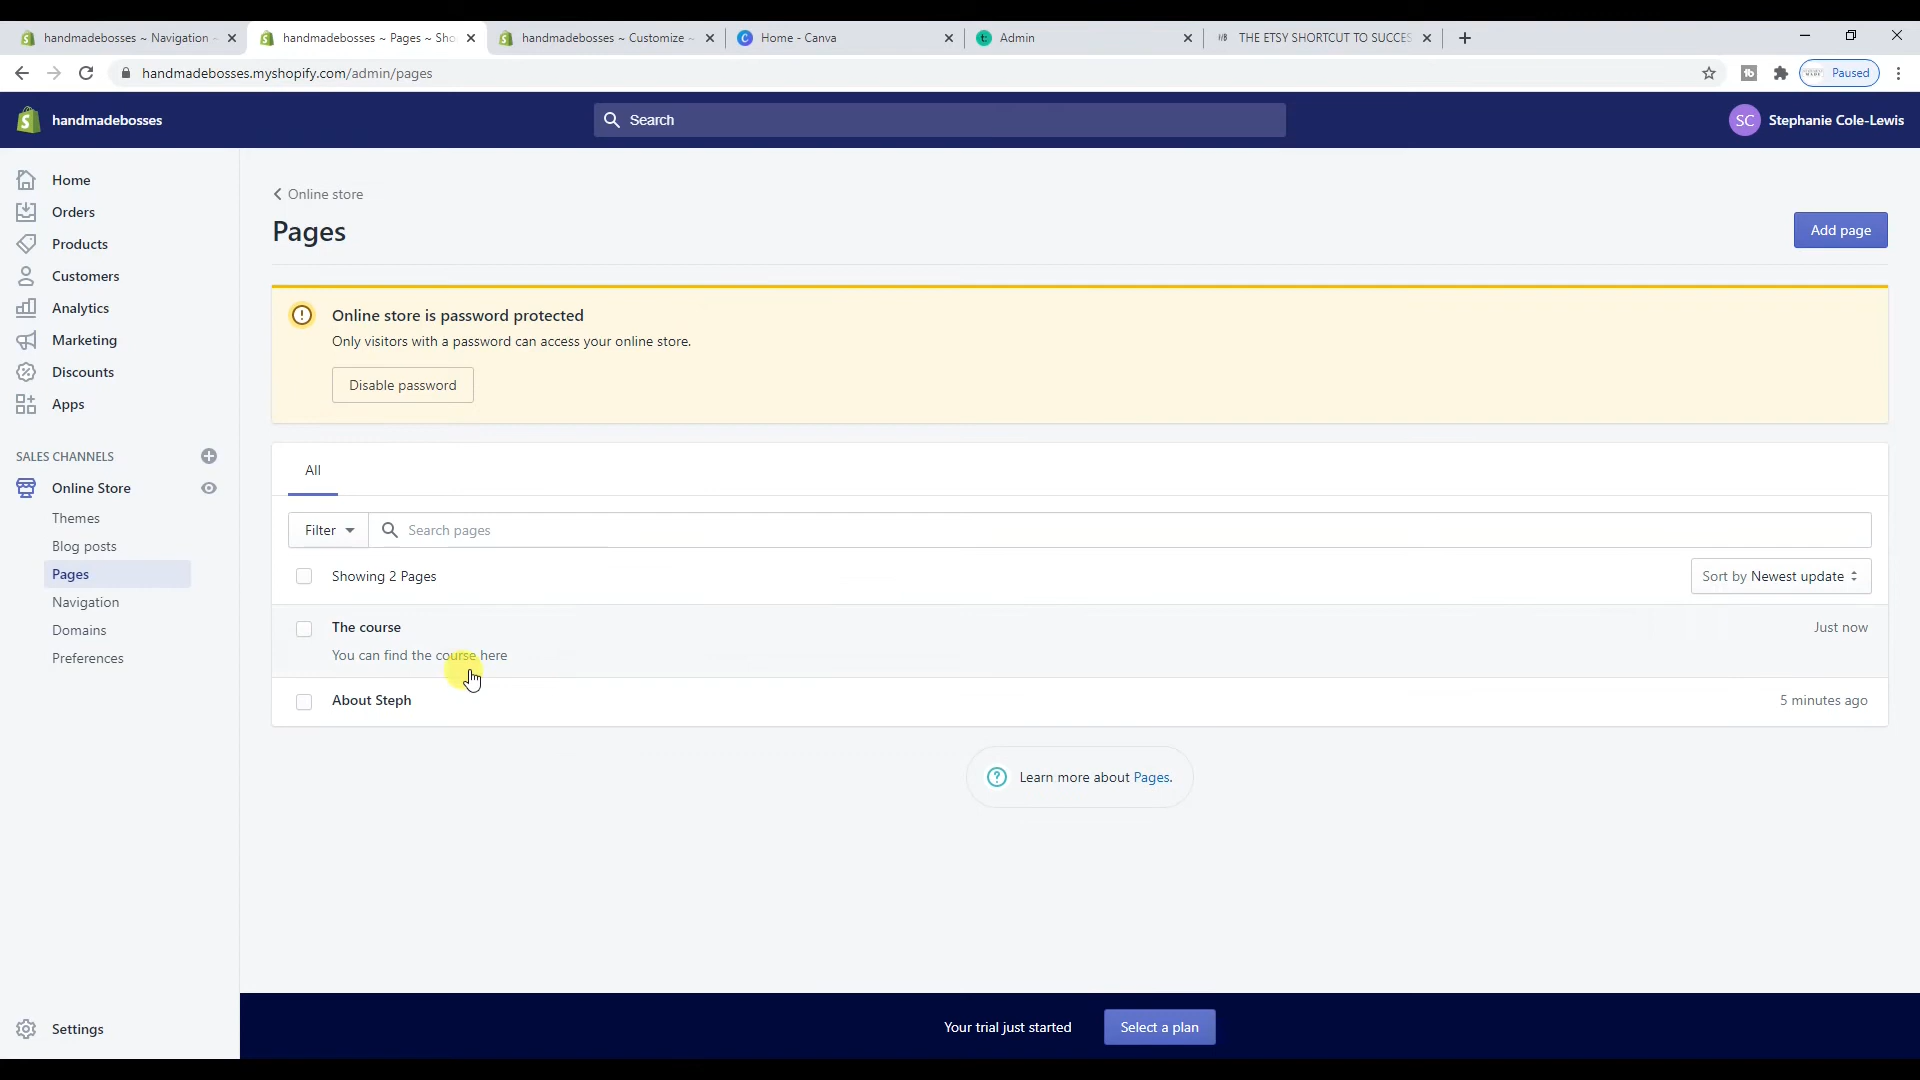 handmadebosses ~ Navigation ~
handmadebosses ~ Pages ~ Sho
handmadebosses ~ Customize ~
Home - Canva
Admin
THE ETSY SHORTCUT TO SUCCES
handmadebosses.myshopify.com/admin/pages
Paused
handmadebosses
Search
SC
Stephanie Cole-Lewis
Home
Orders
Products
Customers
Analytics
Marketing
Discounts
Apps
SALES CHANNELS
Online Store
Themes
Blog posts
Pages
Navigation
Domains
Preferences
Settings
Online store
Pages
Add page
Online store is password protected
Only visitors with a password can access your online store.
Disable password
All
Filter
Search pages
Showing 2 Pages
Sort by Newest update
The course
Just now
You can find the course here
About Steph
5 minutes ago
Learn more about Pages.
Your trial just started
Select a plan